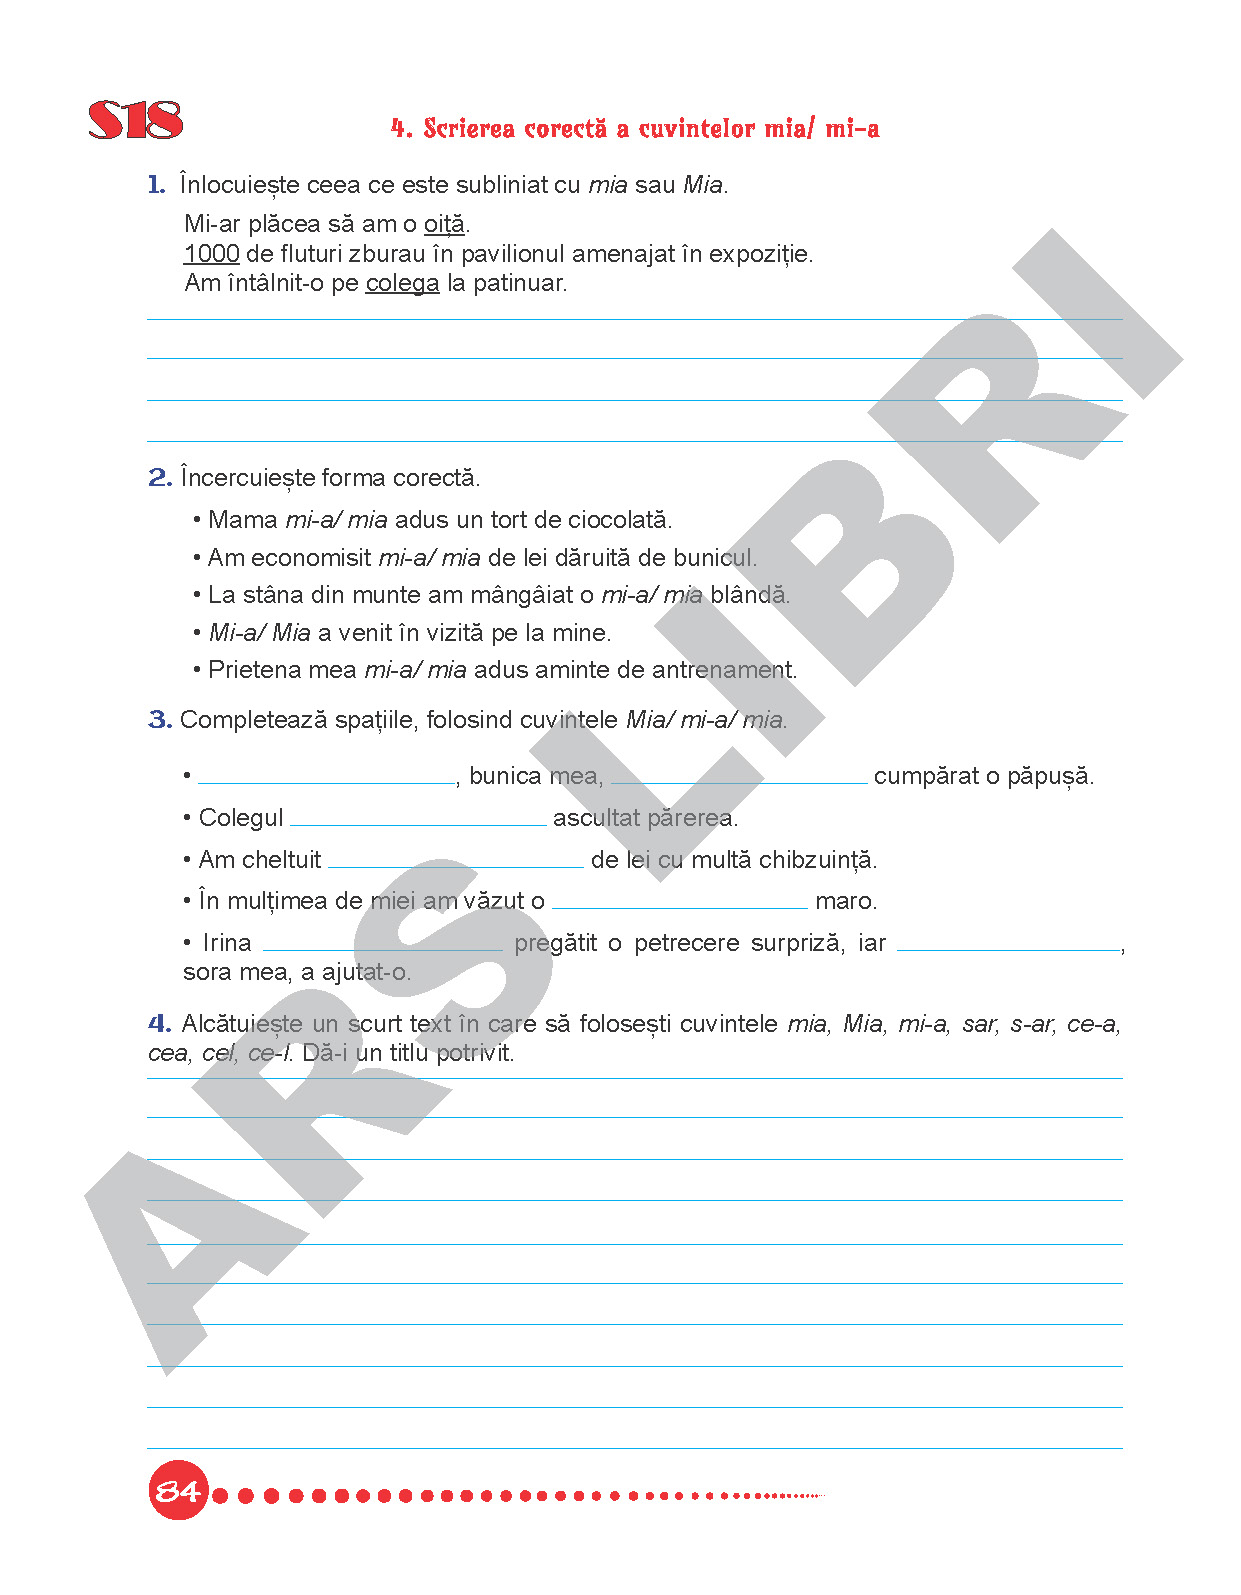 S18
4. Scrierea corectă a cuvintelor mia/ mi-a
1. Înlocuiește ceea ce este subliniat cu mia sau Mia.
Mi-ar plăcea să am o oiță.
1000 de fluturi zburau în pavilionul amenajat în expoziție.
Am întâlnit-o pe colega la patinuar.
2. Încercuiește forma corectă.
• Mama mi-a/ mia adus un tort de ciocolată.
• Am economisit mi-a/ mia de lei dăruită de bunicul.
• La stâna din munte am mângâiat o mi-a/ mia blândă.
• Mi-a/ Mia a venit în vizită pe la mine.
• Prietena mea mi-a/ mia adus aminte de antrenament.
3. Completează spațiile, folosind cuvintele Mia/ mi-a/ mia.
• ____, bunica mea, ____ cumpărat o păpușă.
• Colegul ____ ascultat părerea.
• Am cheltuit ____ de lei cu multă chibzuință.
• În mulțimea de miei am văzut o ____ maro.
• Irina ____ pregătit o petrecere surpriză, iar ____,
sora mea, a ajutat-o.
4. Alcătuiește un scurt text în care să folosești cuvintele mia, Mia, mi-a, sar, s-ar, ce-a,
cea, cel, ce-l. Dă-i un titlu potrivit.
84
ARS LIBRI